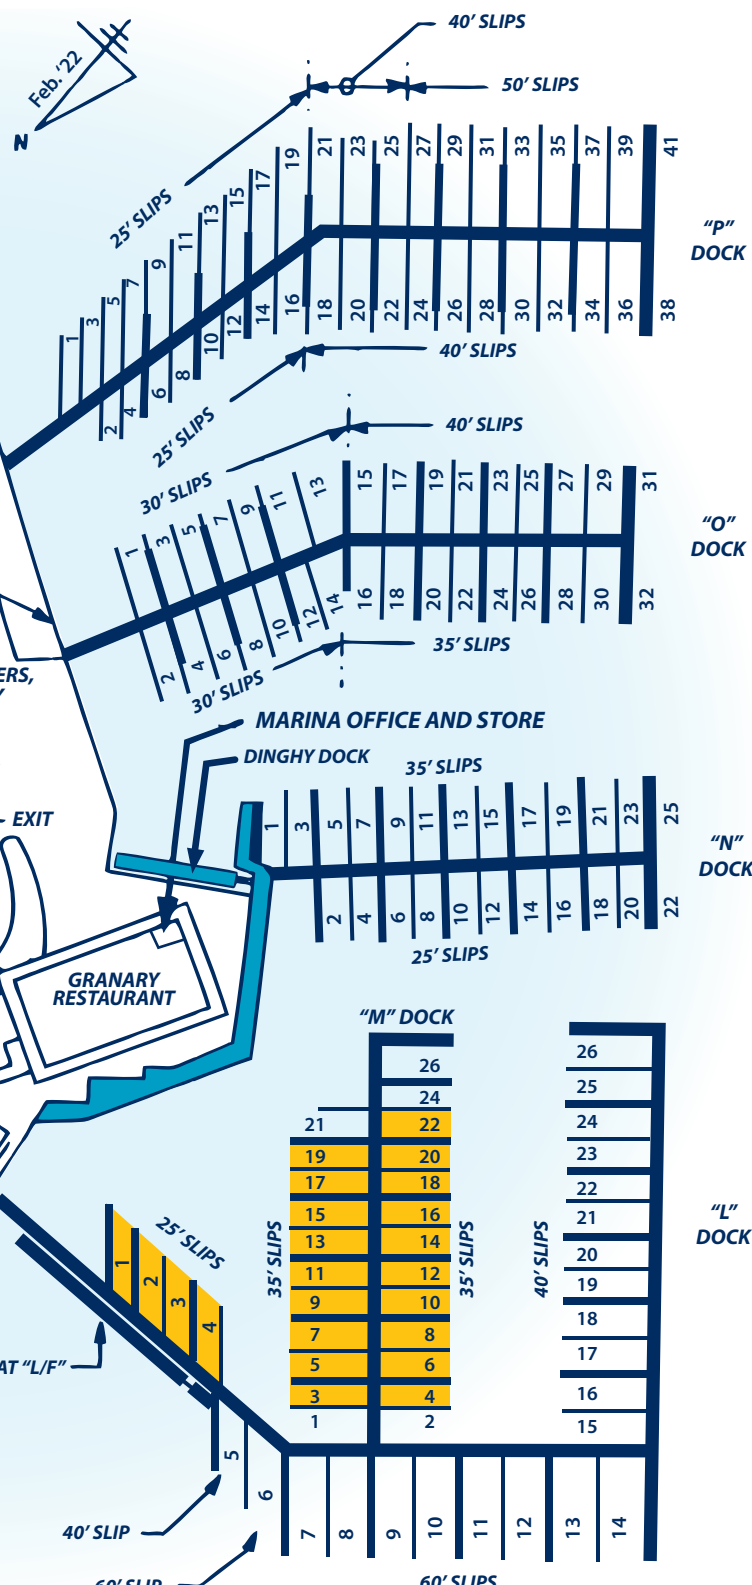 40' SLIPS
Feb. '22
N
50' SLIPS
25' SLIPS
1 3 5 7 9 11 13 15 17 19 21 23 25 27 29 31 33 35 37 39 41
"P"
DOCK
2 4 6 8 10 12 14 16 18 20 22 24 26 28 30 32 34 36 38
40' SLIPS
25' SLIPS
40' SLIPS
30' SLIPS
1 3 5 7 9 11 13 15 17 19 21 23 25 27 29 31
"O"
DOCK
2 4 6 8 10 12 14 16 18 20 22 24 26 28 30 32
35' SLIPS
30' SLIPS
ERS,
MARINA OFFICE AND STORE
DINGHY DOCK
35' SLIPS
EXIT
1 3 5 7 9 11 13 15 17 19 21 23 25
"N"
DOCK
2 4 6 8 10 12 14 16 18 20 22
25' SLIPS
GRANARY
RESTAURANT
"M" DOCK
26
24
21 22
19 20
17 18
15 16
13 14
11 12
9 10
7 8
5 6
3 4
1 2
35' SLIPS
35' SLIPS
40' SLIPS
26
25
24
23
22
21
20
19
18
17
16
15
"L"
DOCK
25' SLIPS
1 2 3 4
AT "L/F"
5 6 7 8 9 10 11 12 13 14
40' SLIP
60' SLIP
60' SLIPS